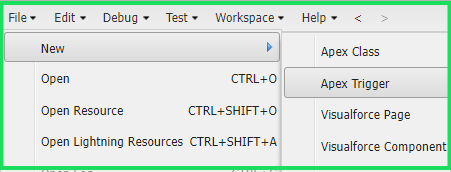 File Edit Debug Test Workspace Help < >
New
Apex Class
Open CTRL+O
Apex Trigger
Open Resource CTRL+SHIFT+O
Visualforce Page
Open Lightning Resources CTRL+SHIFT+A
Visualforce Component